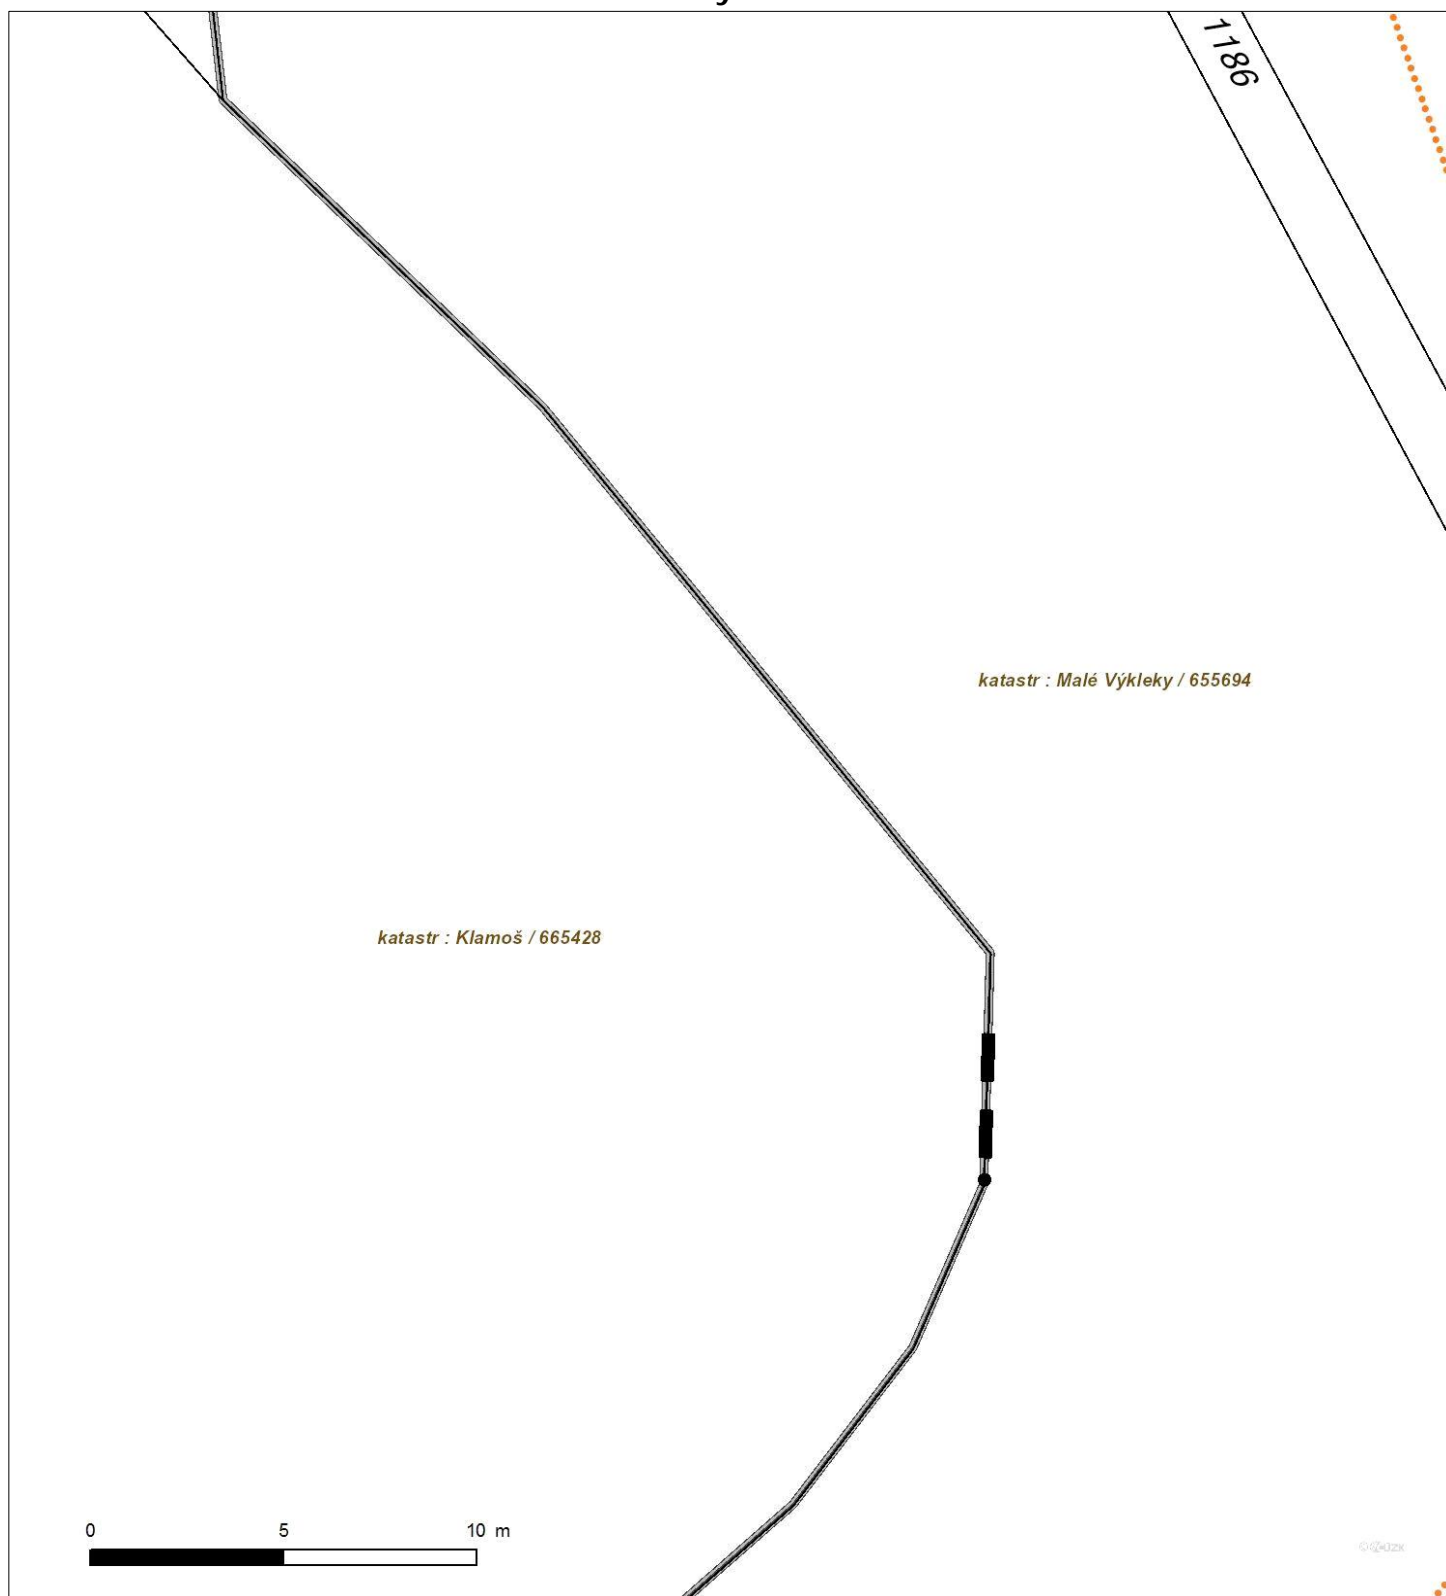 1186
katastr : Malé Výkleky / 655694
katastr : Klamoš / 665428
0 5 10 m